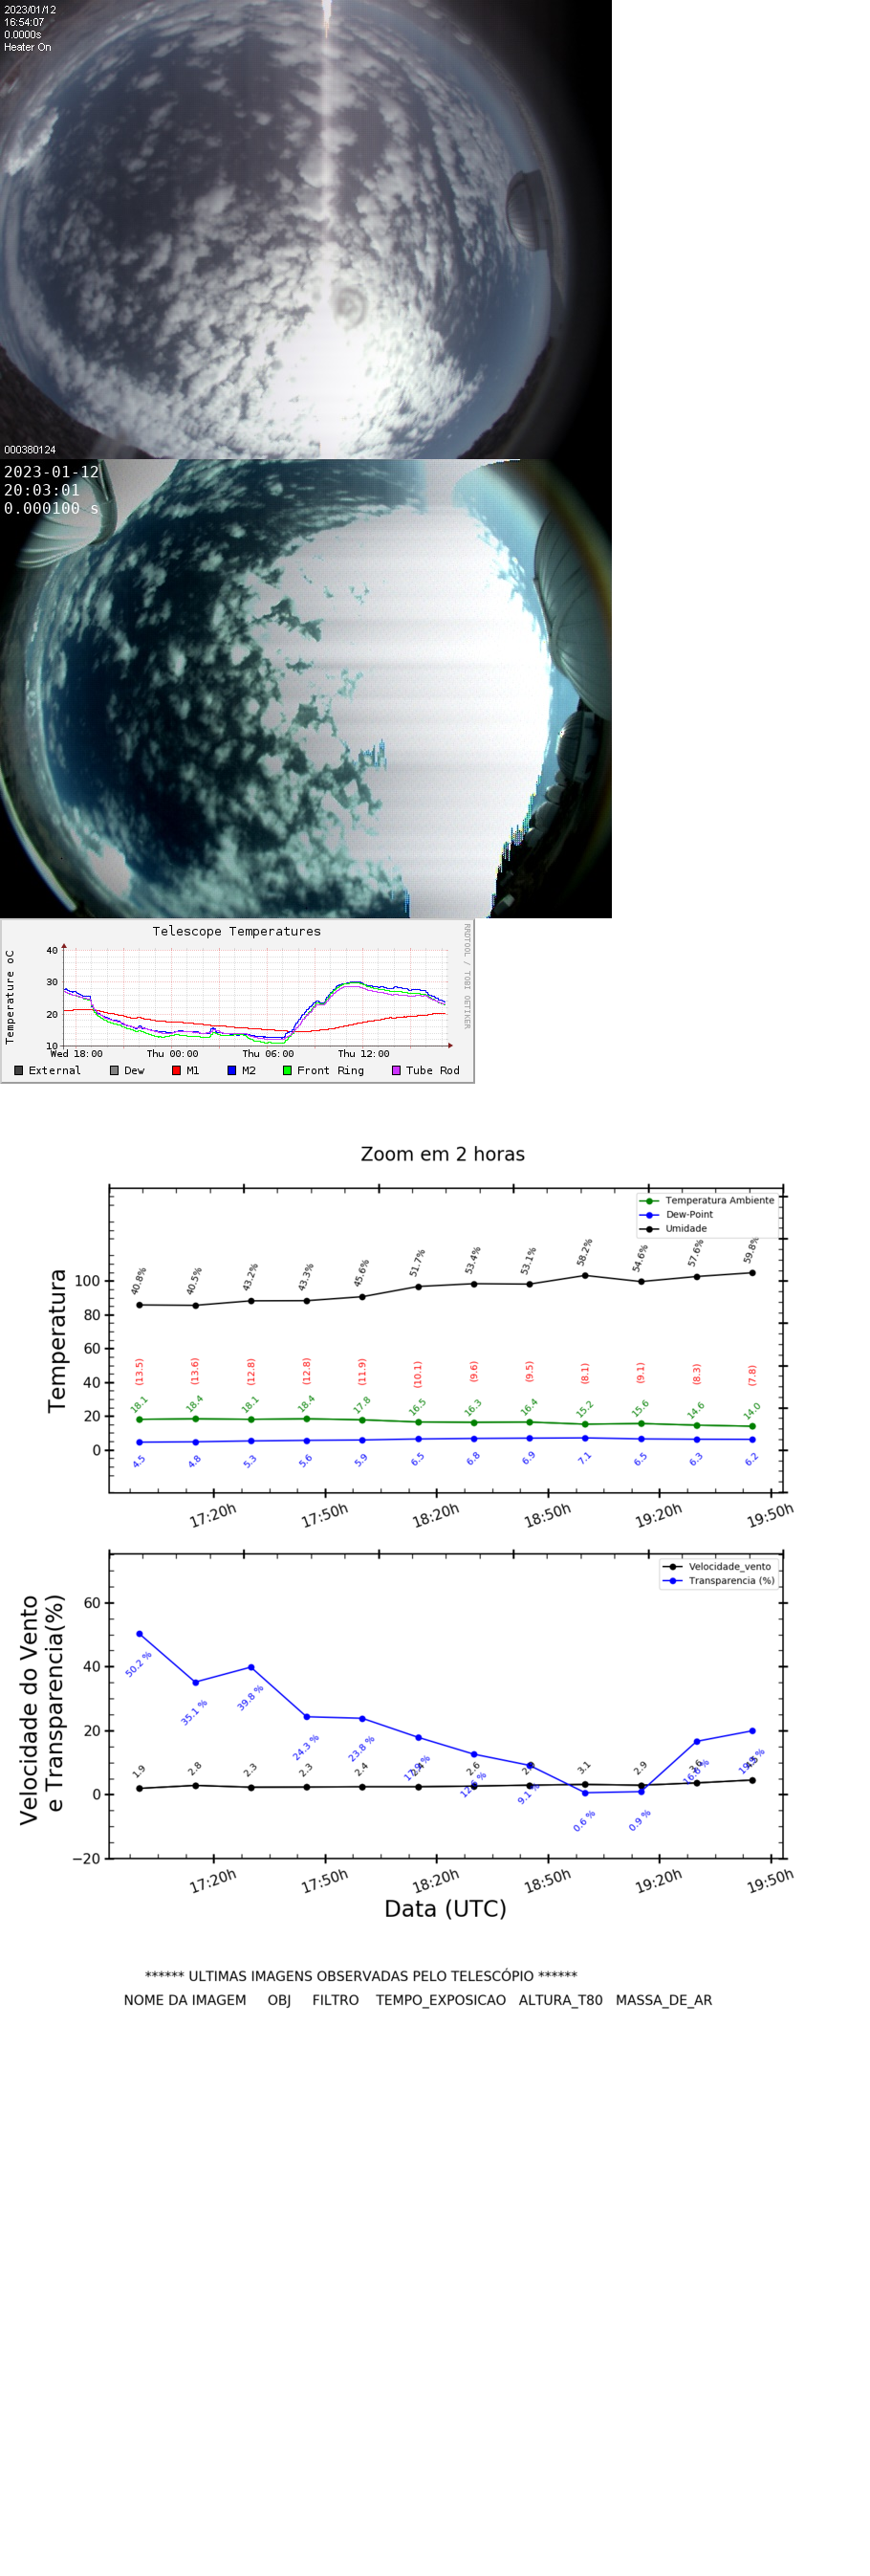 2023/01/12
16:54:07
0.0000s
Heater On
000380124
2023-01-12
20:03:01
0.000100 s
Telescope Temperatures
RRDTOOL / TOBI OETIKER
Temperature oC
40
30
20
10
Wed 18:00 Thu 00:00 Thu 06:00 Thu 12:00
External Dew M1 M2 Front Ring Tube Rod
Zoom em 2 horas
Temperatura Ambiente
Dew-Point
Umidade
Temperatura
100
80
60
40
20
0
40.8% 40.5% 43.2% 43.3% 45.6% 51.7% 53.4% 53.1% 58.2% 54.6% 57.6% 59.8%
(13.5) (13.6) (12.8) (12.8) (11.9) (10.1) (9.6) (9.5) (8.1) (9.1) (8.3) (7.8)
18.1 18.4 18.1 18.4 17.8 16.5 16.3 16.4 15.2 15.6 14.6 14.0
4.5 4.8 5.3 5.6 5.9 6.5 6.8 6.9 7.1 6.5 6.3 6.2
17:20h 17:50h 18:20h 18:50h 19:20h 19:50h
Velocidade_vento
Transparencia (%)
Velocidade do Vento
e Transparencia(%)
60
40
20
0
−20
50.2 % 35.1 % 39.8 % 24.3 % 23.8 % 9.1 % 0.6 % 0.9 %
1.9 2.8 2.3 2.3 2.4 2.6 3.1 2.9
17:20h 17:50h 18:20h 18:50h 19:20h 19:50h
Data (UTC)
****** ULTIMAS IMAGENS OBSERVADAS PELO TELESCÓPIO ******
NOME DA IMAGEM OBJ FILTRO TEMPO_EXPOSICAO ALTURA_T80 MASSA_DE_AR